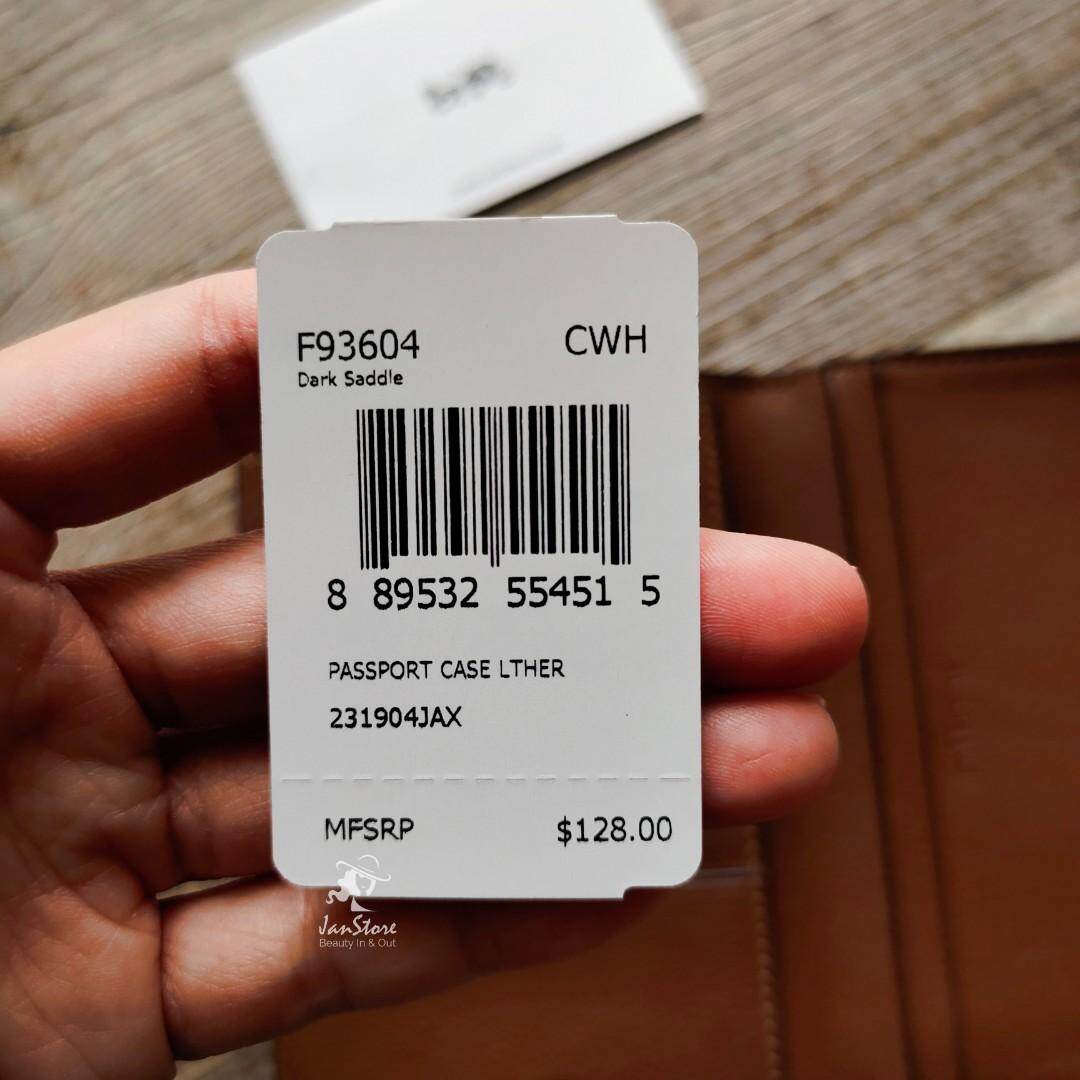 F93604 CWH
Dark Saddle
8 89532 55451 5
PASSPORT CASE LTHER
231904JAX
MFSRP $128.00
JanStore
Beauty In & Out